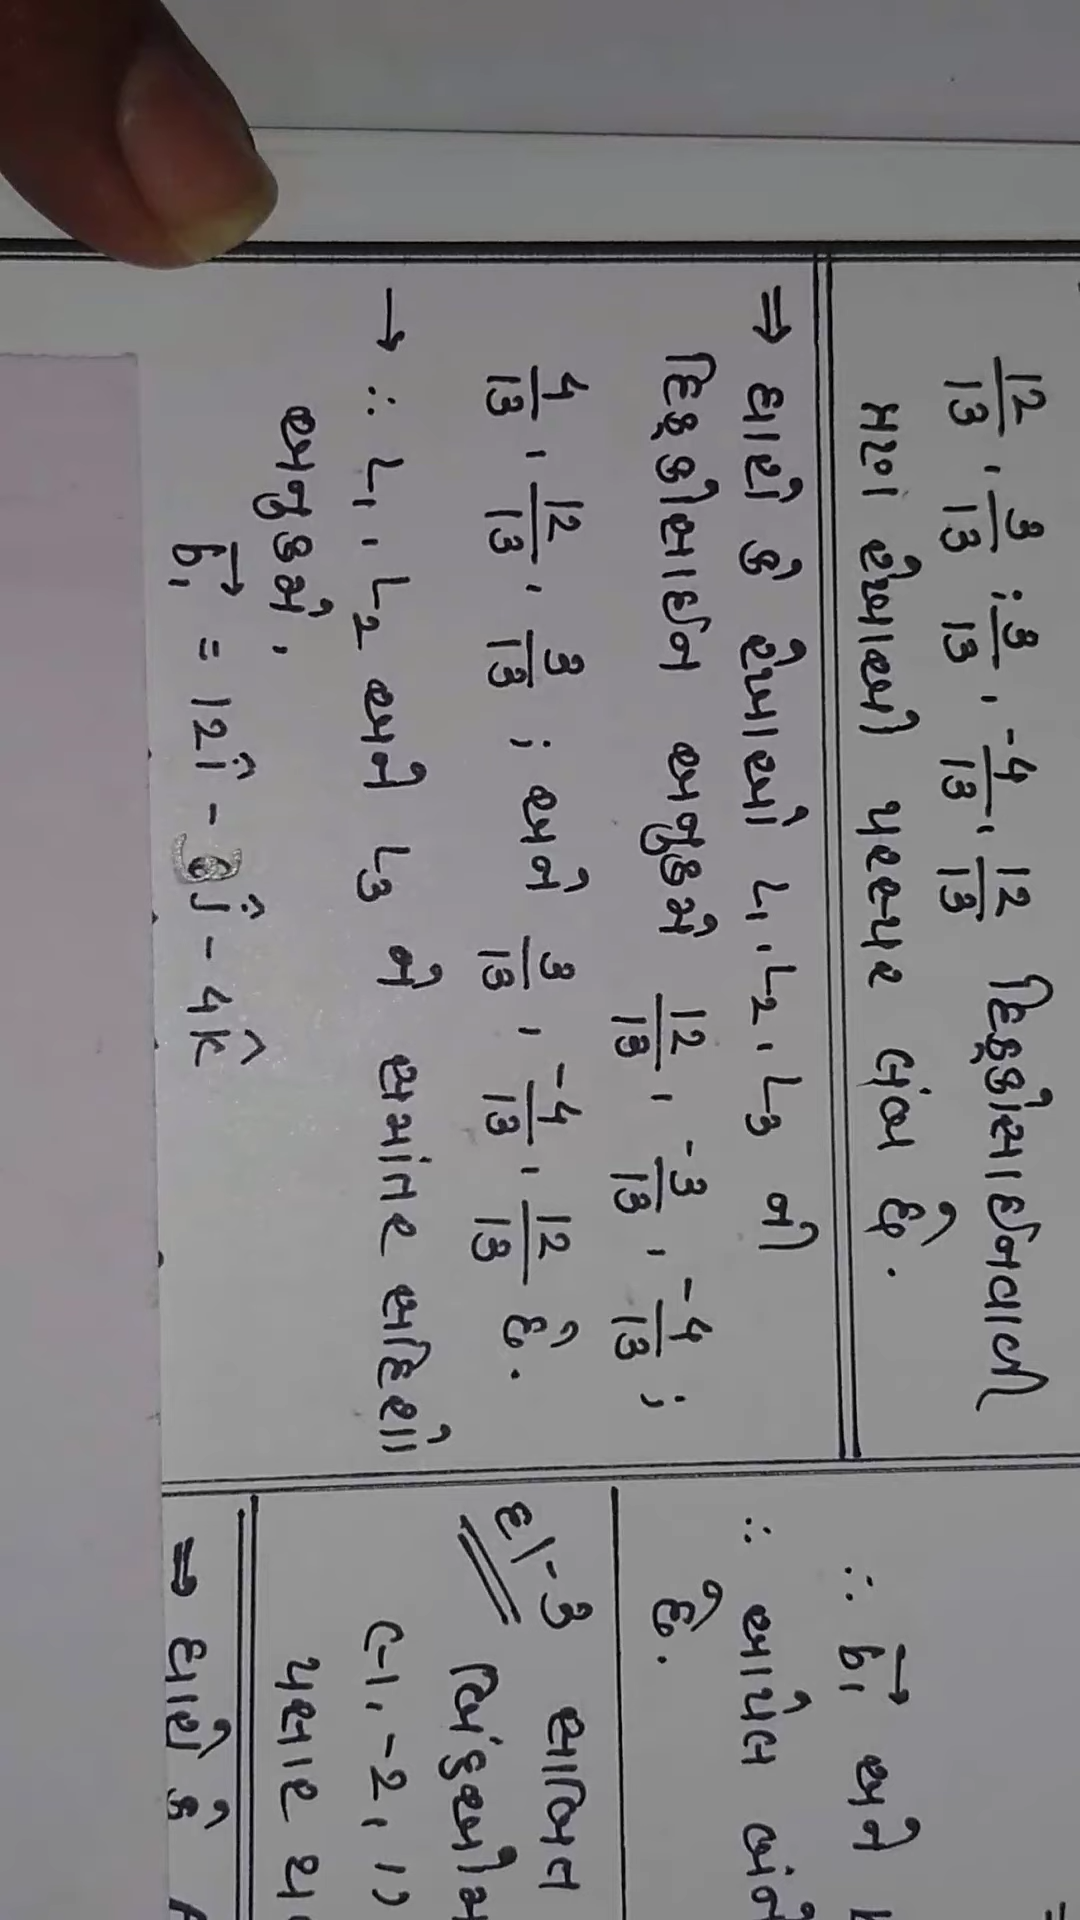 12/13, 3/13 ; 3/13, -4/13, 12/13 દિક્કોસાઈનવાળી
ત્રણ રેખાઓ પરસ્પર લંબ છે.
⇒ ધારો કે રેખાઓ L₁, L₂, L₃ ની
દિક્કોસાઈન અનુક્રમે 12/13, -3/13, -4/13 ;
4/13, 12/13, 3/13 ; અને 3/13, -4/13, 12/13 છે.
→ ∴ L₁, L₂ અને L₃ ને સમાંતર સદિશો
અનુક્રમે,
b₁⃗ = 12î - 3ĵ - 4k̂
∴ b₁⃗ અને
∴ આપેલ
છે.
દા-3 સાબિત
(-1, -2, 1)
પસાર
⇒ ધારો કે